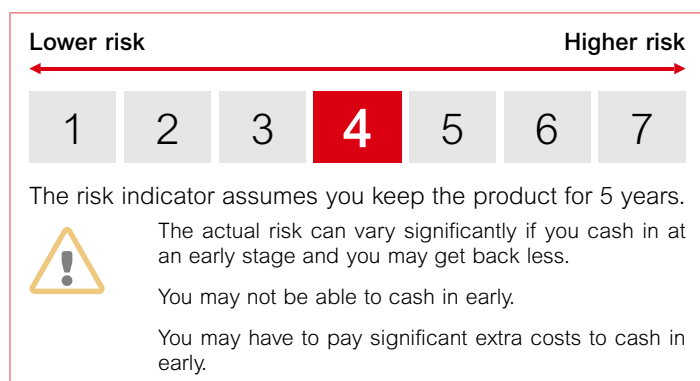 Lower risk Higher risk
1 2 3 4 5 6 7
The risk indicator assumes you keep the product for 5 years.
The actual risk can vary significantly if you cash in at
an early stage and you may get back less.
You may not be able to cash in early.
You may have to pay significant extra costs to cash in
early.